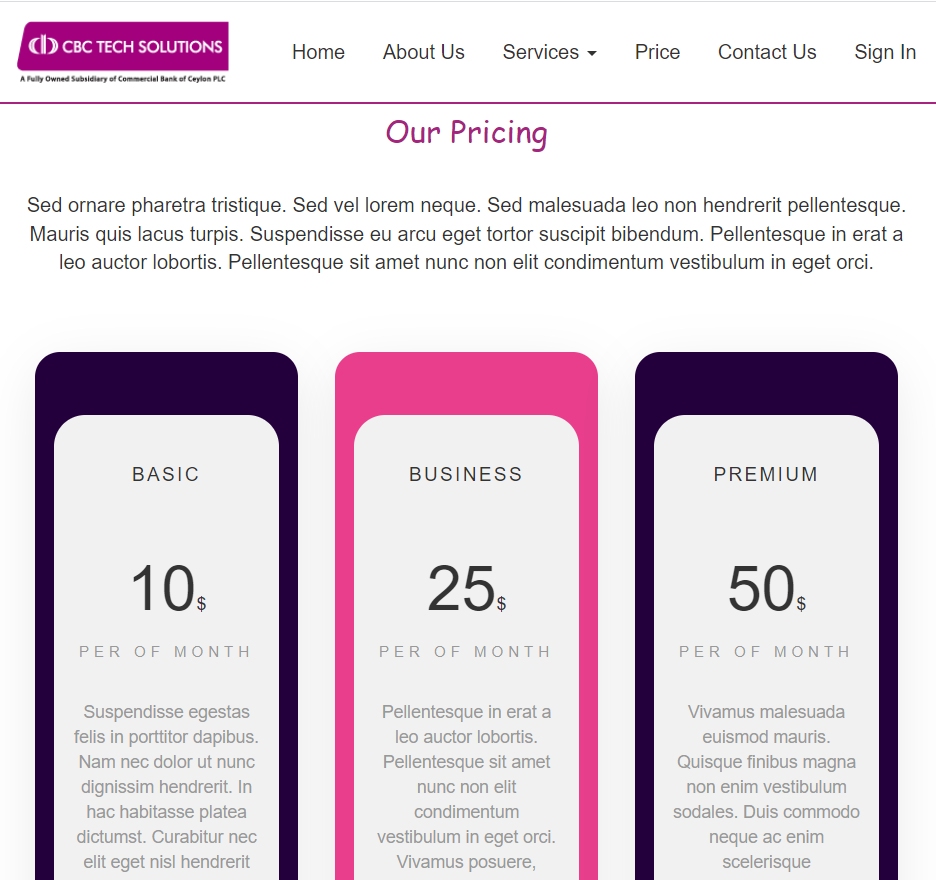 CBC TECH SOLUTIONS
A Fully Owned Subsidiary of Commercial Bank of Ceylon PLC
Home About Us Services Price Contact Us Sign In
Our Pricing
Sed ornare pharetra tristique. Sed vel lorem neque. Sed malesuada leo non hendrerit pellentesque.
Mauris quis lacus turpis. Suspendisse eu arcu eget tortor suscipit bibendum. Pellentesque in erat a
leo auctor lobortis. Pellentesque sit amet nunc non elit condimentum vestibulum in eget orci.
BASIC
10$
PER OF MONTH
Suspendisse egestas
felis in porttitor dapibus.
Nam nec dolor ut nunc
dignissim hendrerit. In
hac habitasse platea
dictumst. Curabitur nec
elit eget nisl hendrerit
BUSINESS
25$
PER OF MONTH
Pellentesque in erat a
leo auctor lobortis.
Pellentesque sit amet
nunc non elit
condimentum
vestibulum in eget orci.
Vivamus posuere,
PREMIUM
50$
PER OF MONTH
Vivamus malesuada
euismod mauris.
Quisque finibus magna
non enim vestibulum
sodales. Duis commodo
neque ac enim
scelerisque